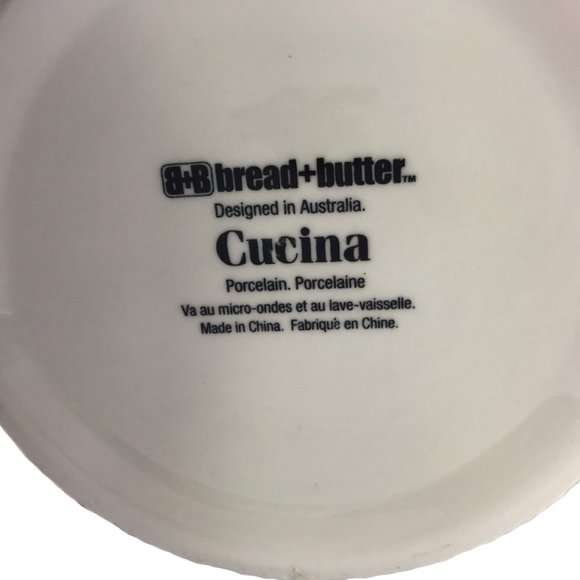 B+B bread+butter™
Designed in Australia.
Cucina
Porcelain. Porcelaine
Va au micro-ondes et au lave-vaisselle.
Made in China. Fabriqué en Chine.